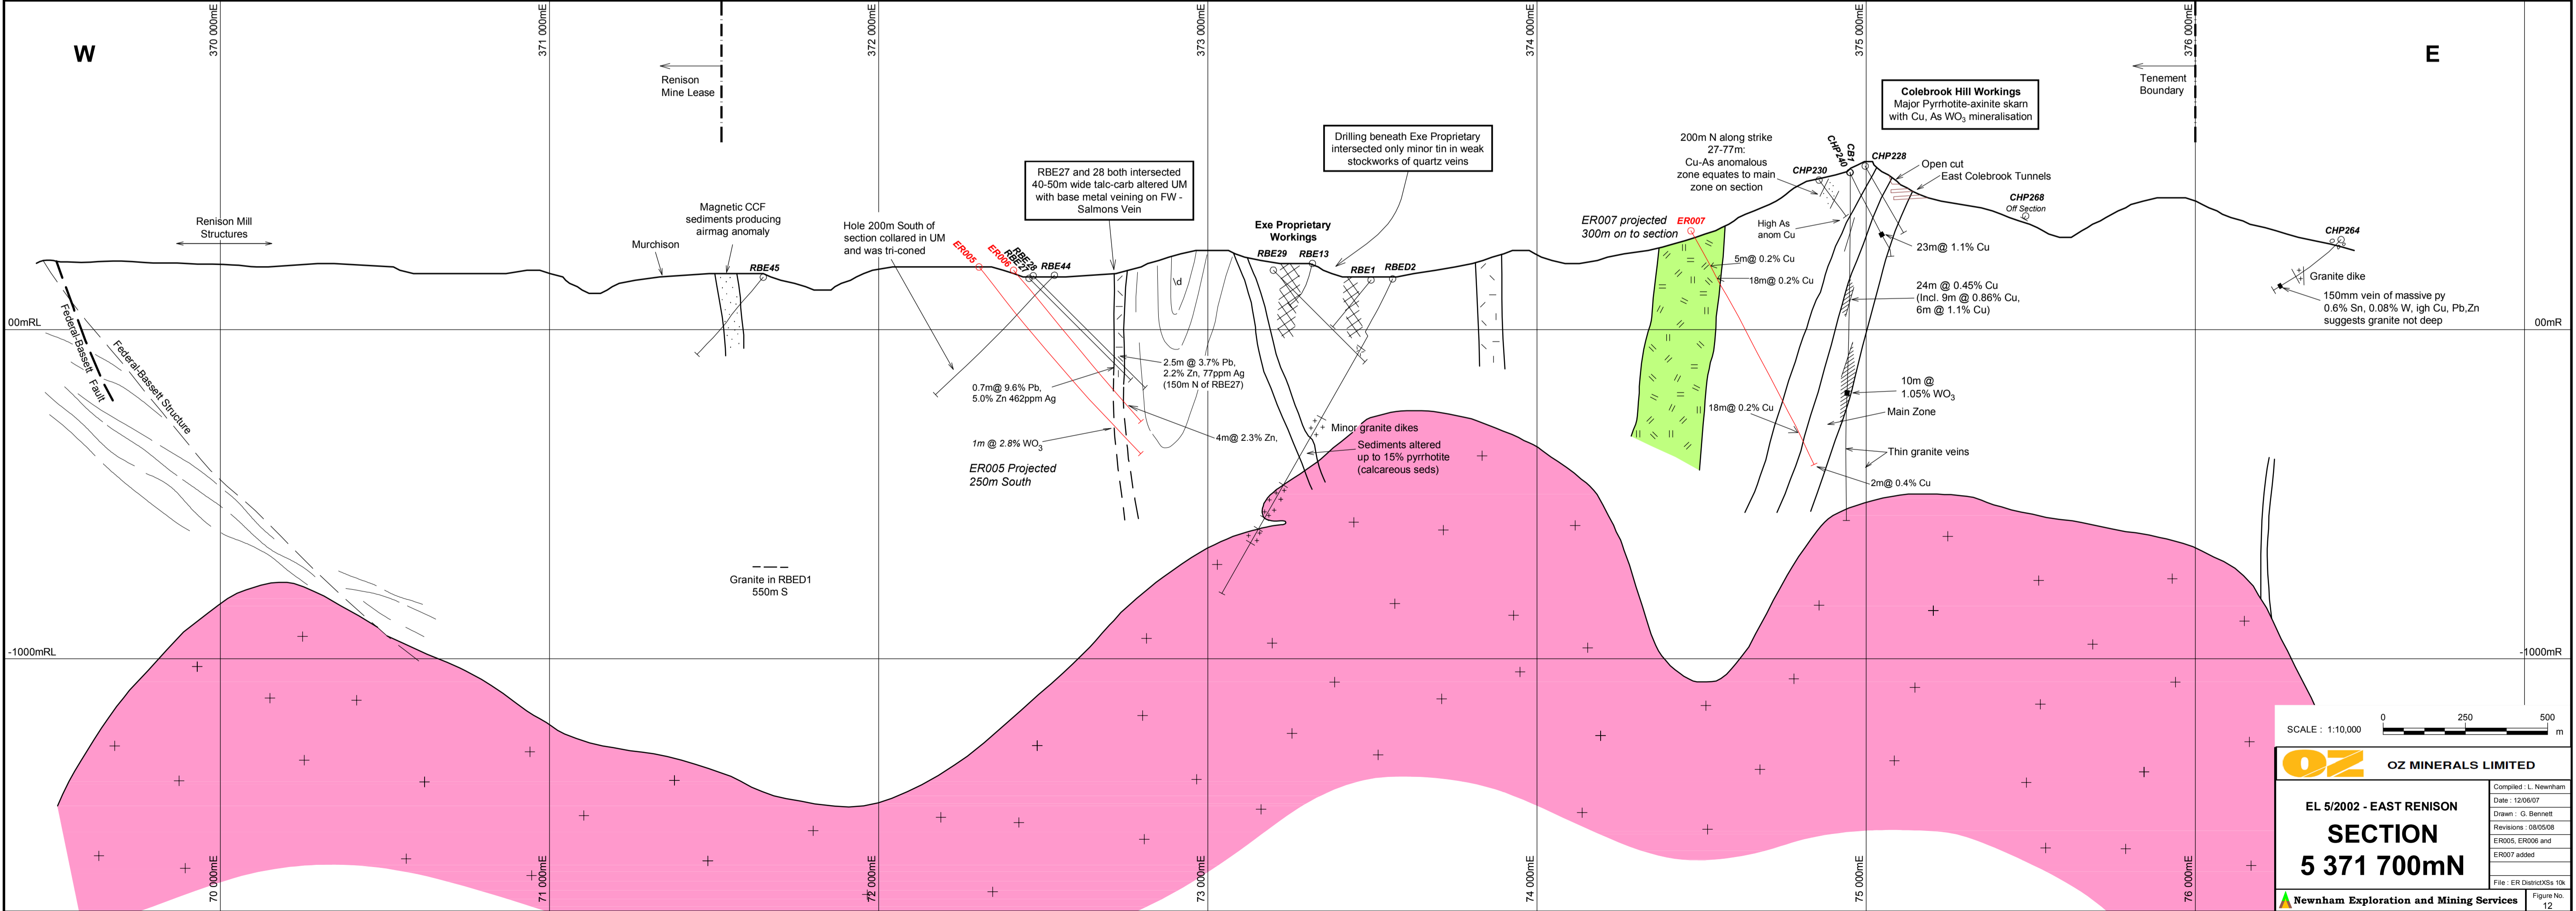 370 000mE
371 000mE
372 000mE
373 000mE
374 000mE
375 000mE
376 000mE
W
E
Renison
Mine Lease
Tenement
Boundary
Colebrook Hill Workings
Major Pyrrhotite-axinite skarn
with Cu, As WO3 mineralisation
Drilling beneath Exe Proprietary
intersected only minor tin in weak
stockworks of quartz veins
200m N along strike
27-77m:
Cu-As anomalous
zone equates to main
zone on section
CHP230
CHP240
CB1
CHP228
Open cut
East Colebrook Tunnels
CHP268
Off Section
RBE27 and 28 both intersected
40-50m wide talc-carb altered UM
with base metal veining on FW -
Salmons Vein
Renison Mill
Structures
Magnetic CCF
sediments producing
airmag anomaly
Murchison
RBE45
Hole 200m South of
section collared in UM
and was tri-coned
ER005
ER006
RBE28
RBE27
RBE44
Exe Proprietary
Workings
RBE29
RBE13
RBE1
RBED2
ER007 projected
300m on to section
ER007
High As
anom Cu
23m@ 1.1% Cu
CHP264
Granite dike
150mm vein of massive py
0.6% Sn, 0.08% W, igh Cu, Pb,Zn
suggests granite not deep
5m@ 0.2% Cu
18m@ 0.2% Cu
24m @ 0.45% Cu
(Incl. 9m @ 0.86% Cu,
6m @ 1.1% Cu)
\d
00mRL
00mR
Federal-Bassett Fault
Federal-Bassett Structure
2.5m @ 3.7% Pb,
2.2% Zn, 77ppm Ag
(150m N of RBE27)
0.7m@ 9.6% Pb,
5.0% Zn 462ppm Ag
10m @
1.05% WO3
Main Zone
18m@ 0.2% Cu
1m @ 2.8% WO3
4m@ 2.3% Zn,
Minor granite dikes
Sediments altered
up to 15% pyrrhotite
(calcareous seds)
Thin granite veins
ER005 Projected
250m South
2m@ 0.4% Cu
Granite in RBED1
550m S
-1000mRL
-1000mR
SCALE : 1:10,000
0 250 500
m
OZ
OZ MINERALS LIMITED
EL 5/2002 - EAST RENISON
SECTION
5 371 700mN
Compiled : L. Newnham
Date : 12/06/07
Drawn : G. Bennett
Revisions : 08/05/08
ER005, ER006 and
ER007 added
File : ER DistrictXSs 10k
Newnham Exploration and Mining Services
Figure No.
12
70 000mE
71 000mE
72 000mE
73 000mE
74 000mE
75 000mE
76 000mE